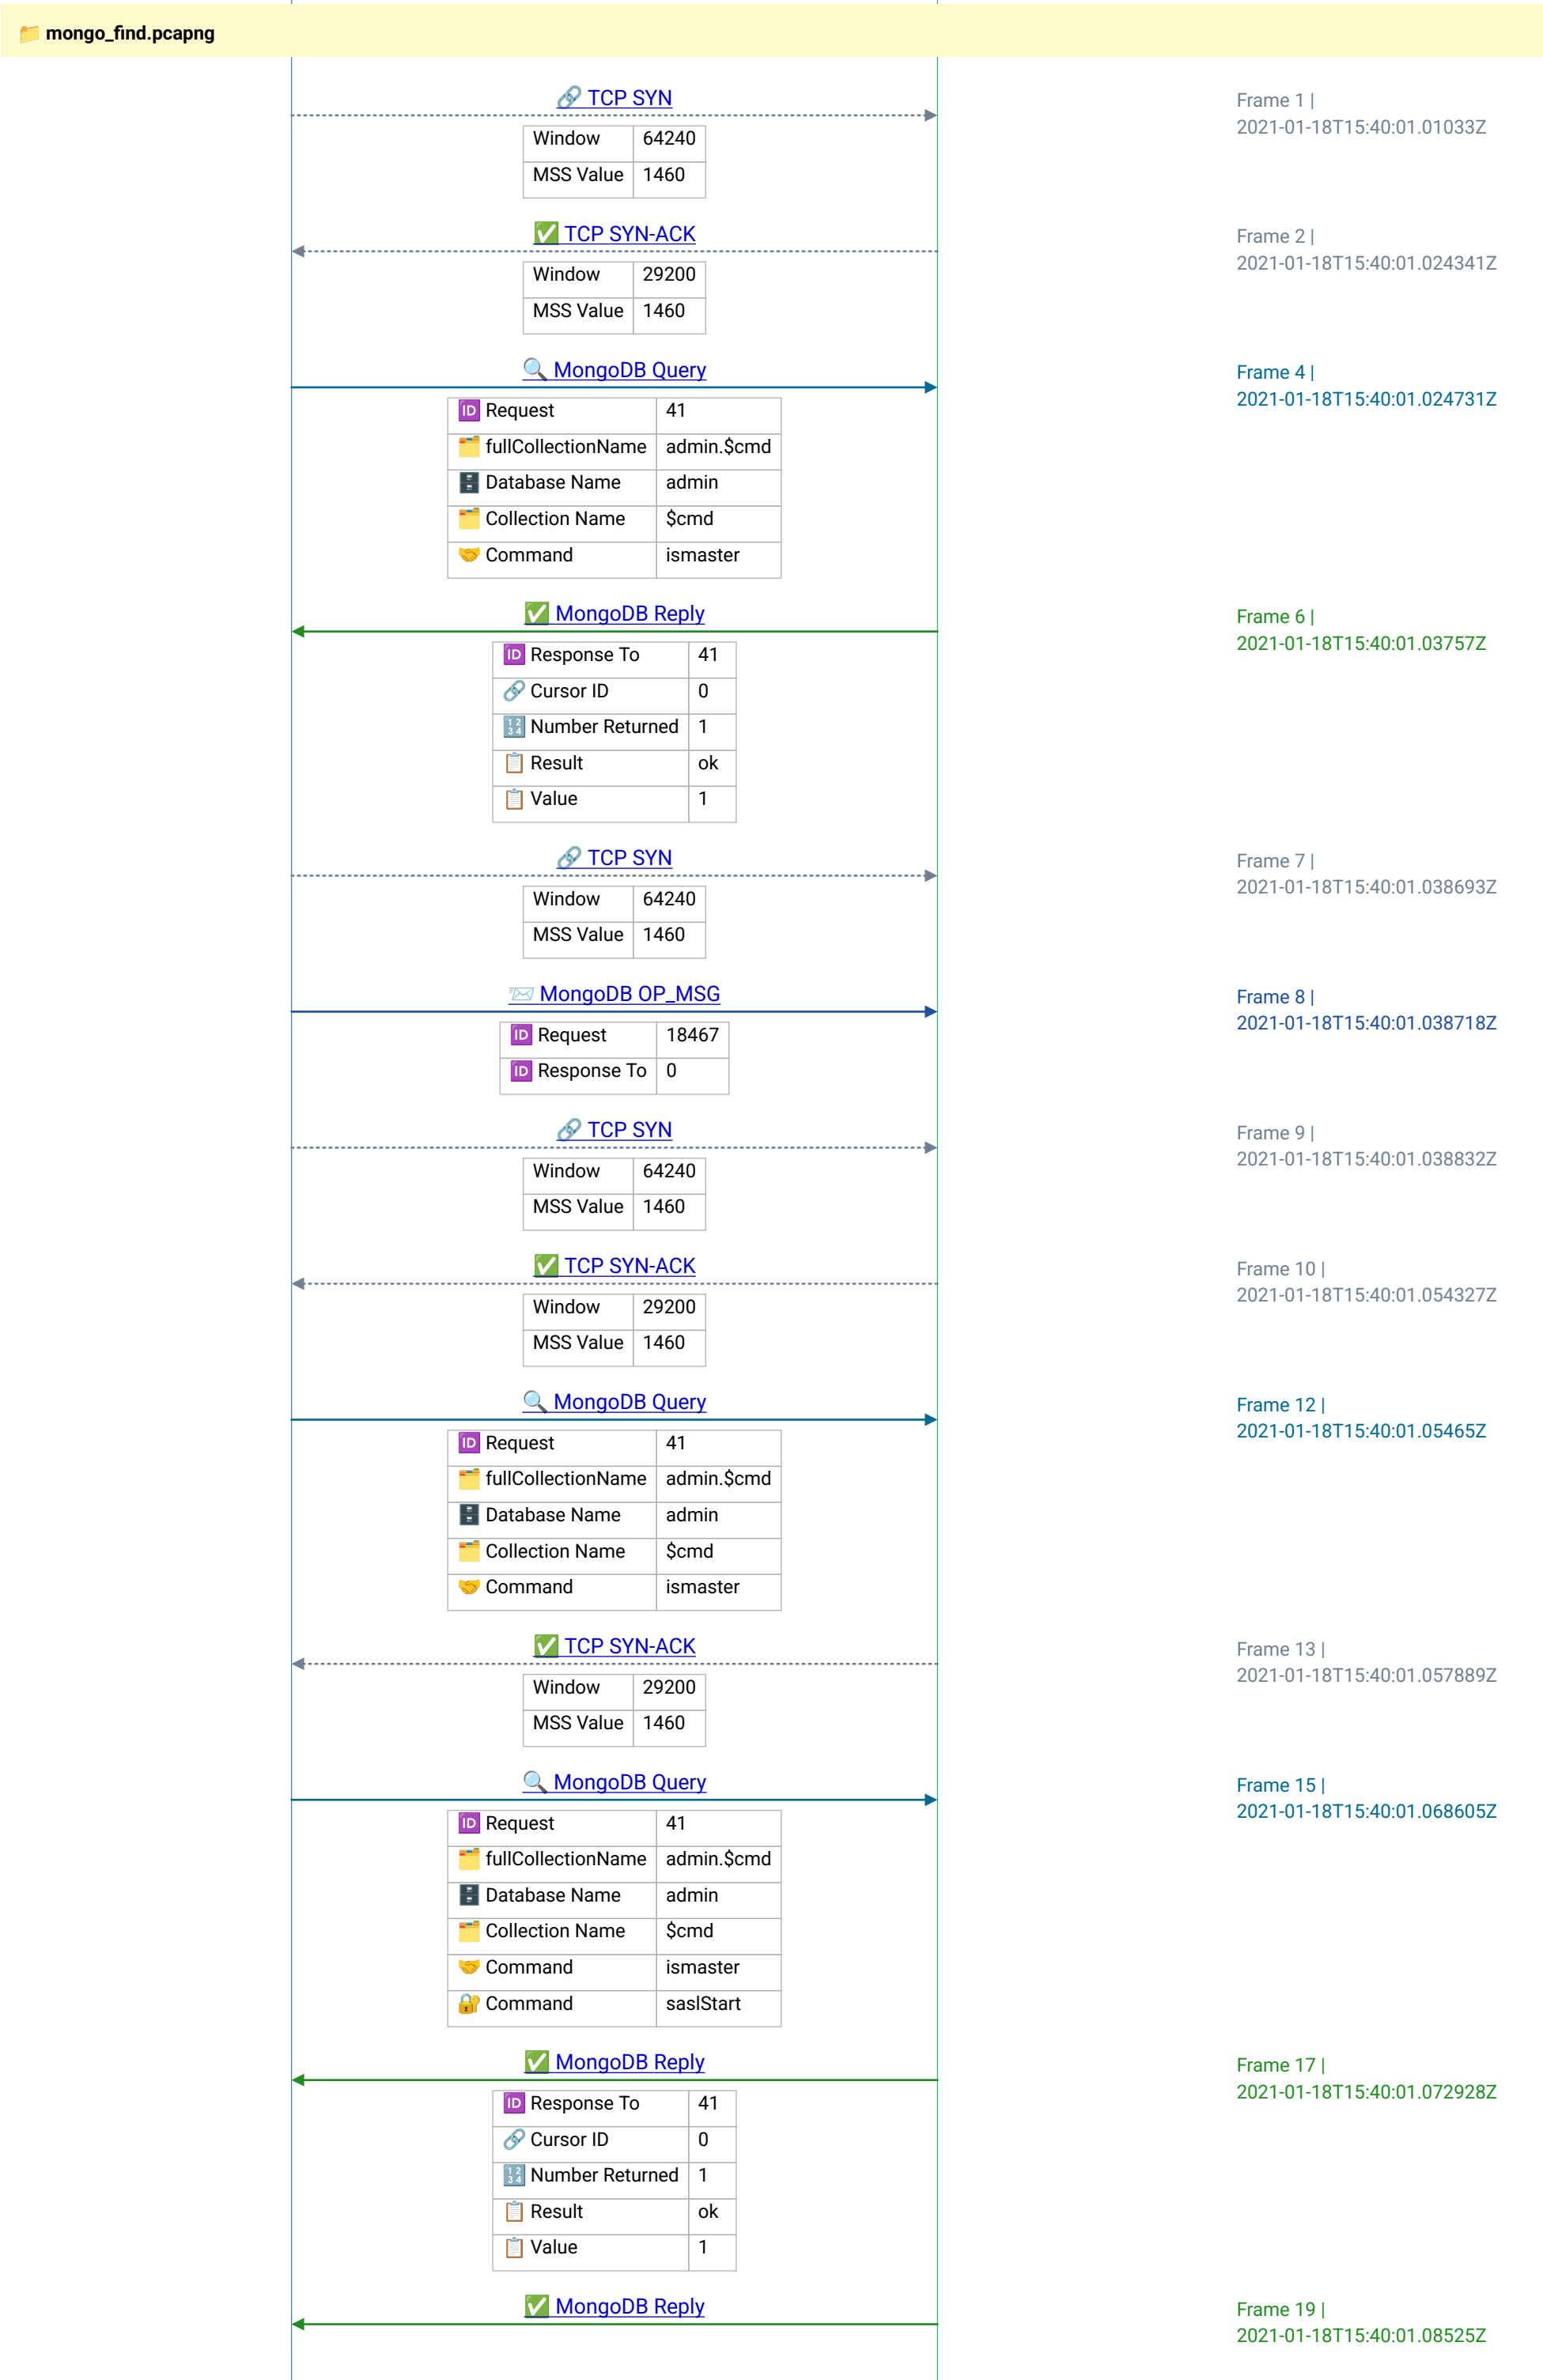 mongo_find.pcapng
TCP SYN
Frame 1 |
2021-01-18T15:40:01.01033Z
Window 64240
MSS Value 1460
TCP SYN-ACK
Frame 2 |
2021-01-18T15:40:01.024341Z
Window 29200
MSS Value 1460
MongoDB Query
Frame 4 |
2021-01-18T15:40:01.024731Z
🆔 Request 41
fullCollectionName admin.$cmd
Database Name admin
Collection Name $cmd
Command ismaster
MongoDB Reply
Frame 6 |
2021-01-18T15:40:01.03757Z
🆔 Response To 41
Cursor ID 0
🔢 Number Returned 1
Result ok
Value 1
TCP SYN
Frame 7 |
2021-01-18T15:40:01.038693Z
Window 64240
MSS Value 1460
MongoDB OP_MSG
Frame 8 |
2021-01-18T15:40:01.038718Z
🆔 Request 18467
🆔 Response To 0
TCP SYN
Frame 9 |
2021-01-18T15:40:01.038832Z
Window 64240
MSS Value 1460
TCP SYN-ACK
Frame 10 |
2021-01-18T15:40:01.054327Z
Window 29200
MSS Value 1460
MongoDB Query
Frame 12 |
2021-01-18T15:40:01.05465Z
🆔 Request 41
fullCollectionName admin.$cmd
Database Name admin
Collection Name $cmd
Command ismaster
TCP SYN-ACK
Frame 13 |
2021-01-18T15:40:01.057889Z
Window 29200
MSS Value 1460
MongoDB Query
Frame 15 |
2021-01-18T15:40:01.068605Z
🆔 Request 41
fullCollectionName admin.$cmd
Database Name admin
Collection Name $cmd
Command ismaster
Command saslStart
MongoDB Reply
Frame 17 |
2021-01-18T15:40:01.072928Z
🆔 Response To 41
Cursor ID 0
🔢 Number Returned 1
Result ok
Value 1
MongoDB Reply
Frame 19 |
2021-01-18T15:40:01.08525Z